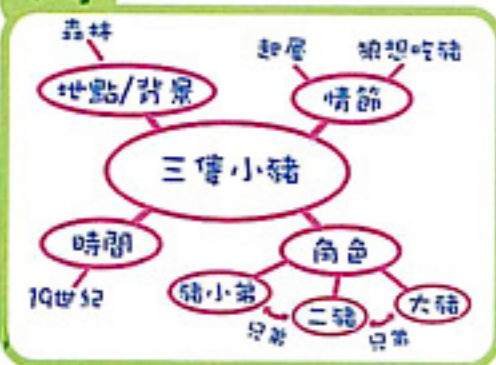 森林
起屋
狼想吃豬
地點/背景
情節
三隻小豬
時間
角色
19世紀
豬小弟
二豬
大豬
兄弟
兄弟